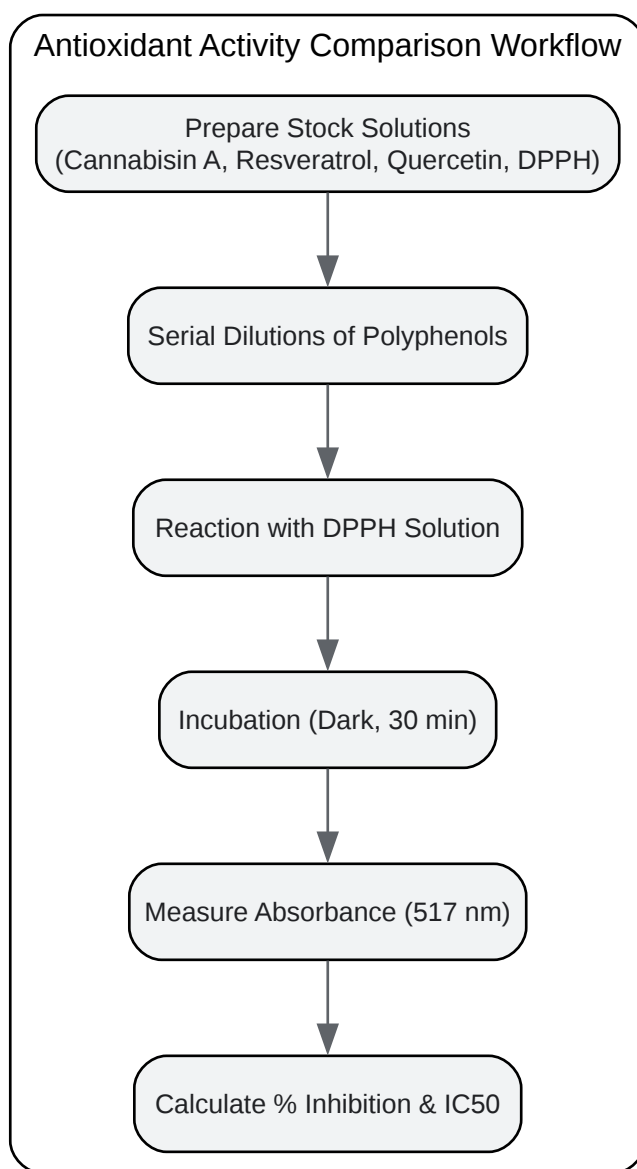 Antioxidant Activity Comparison Workflow
Prepare Stock Solutions
(Cannabisin A, Resveratrol, Quercetin, DPPH)
Serial Dilutions of Polyphenols
Reaction with DPPH Solution
Incubation (Dark, 30 min)
Measure Absorbance (517 nm)
Calculate % Inhibition & IC50